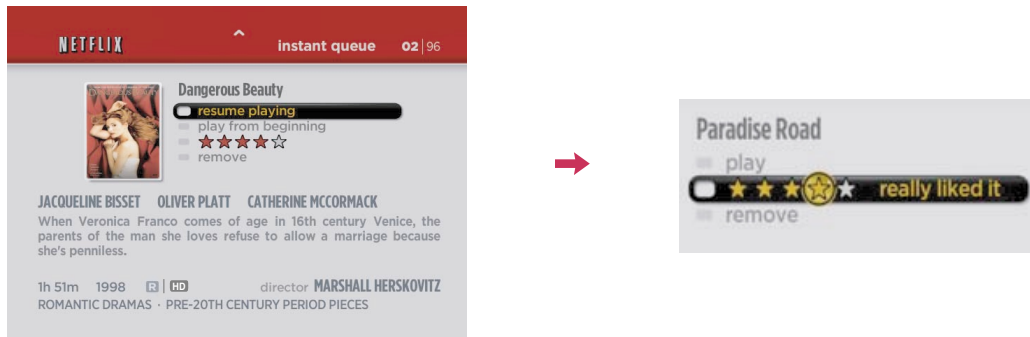 NETFLIX
instant queue 02 | 96
Dangerous Beauty
resume playing
play from beginning
remove
JACQUELINE BISSET OLIVER PLATT CATHERINE MCCORMACK
When Veronica Franco comes of age in 16th century Venice, the
parents of the man she loves refuse to allow a marriage because
she's penniless.
1h 51m 1998 R | HD director MARSHALL HERSKOVITZ
ROMANTIC DRAMAS · PRE-20TH CENTURY PERIOD PIECES
Paradise Road
play
really liked it
remove